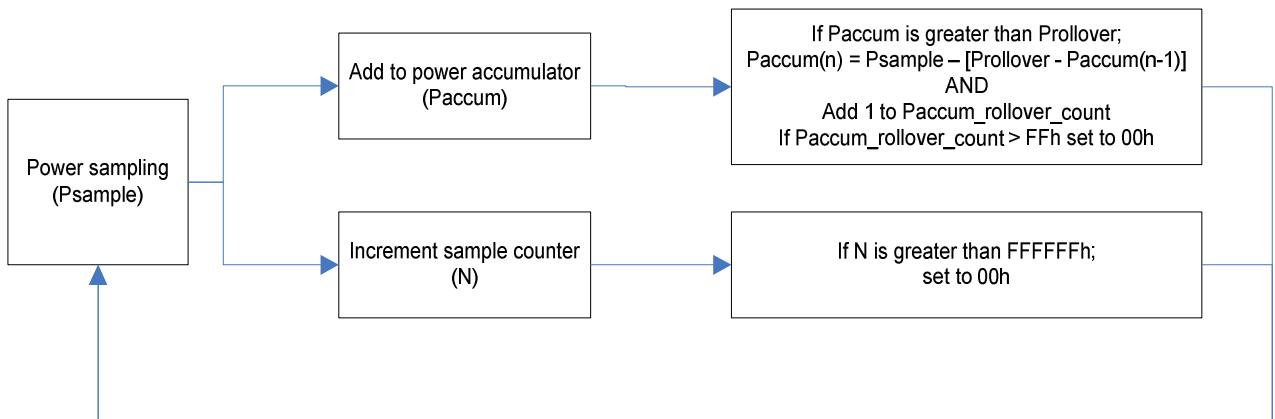 Power sampling
(Psample)
Add to power accumulator
(Paccum)
If Paccum is greater than Prollover;
Paccum(n) = Psample – [Prollover - Paccum(n-1)]
AND
Add 1 to Paccum_rollover_count
If Paccum_rollover_count > FFh set to 00h
Increment sample counter
(N)
If N is greater than FFFFFFh;
set to 00h